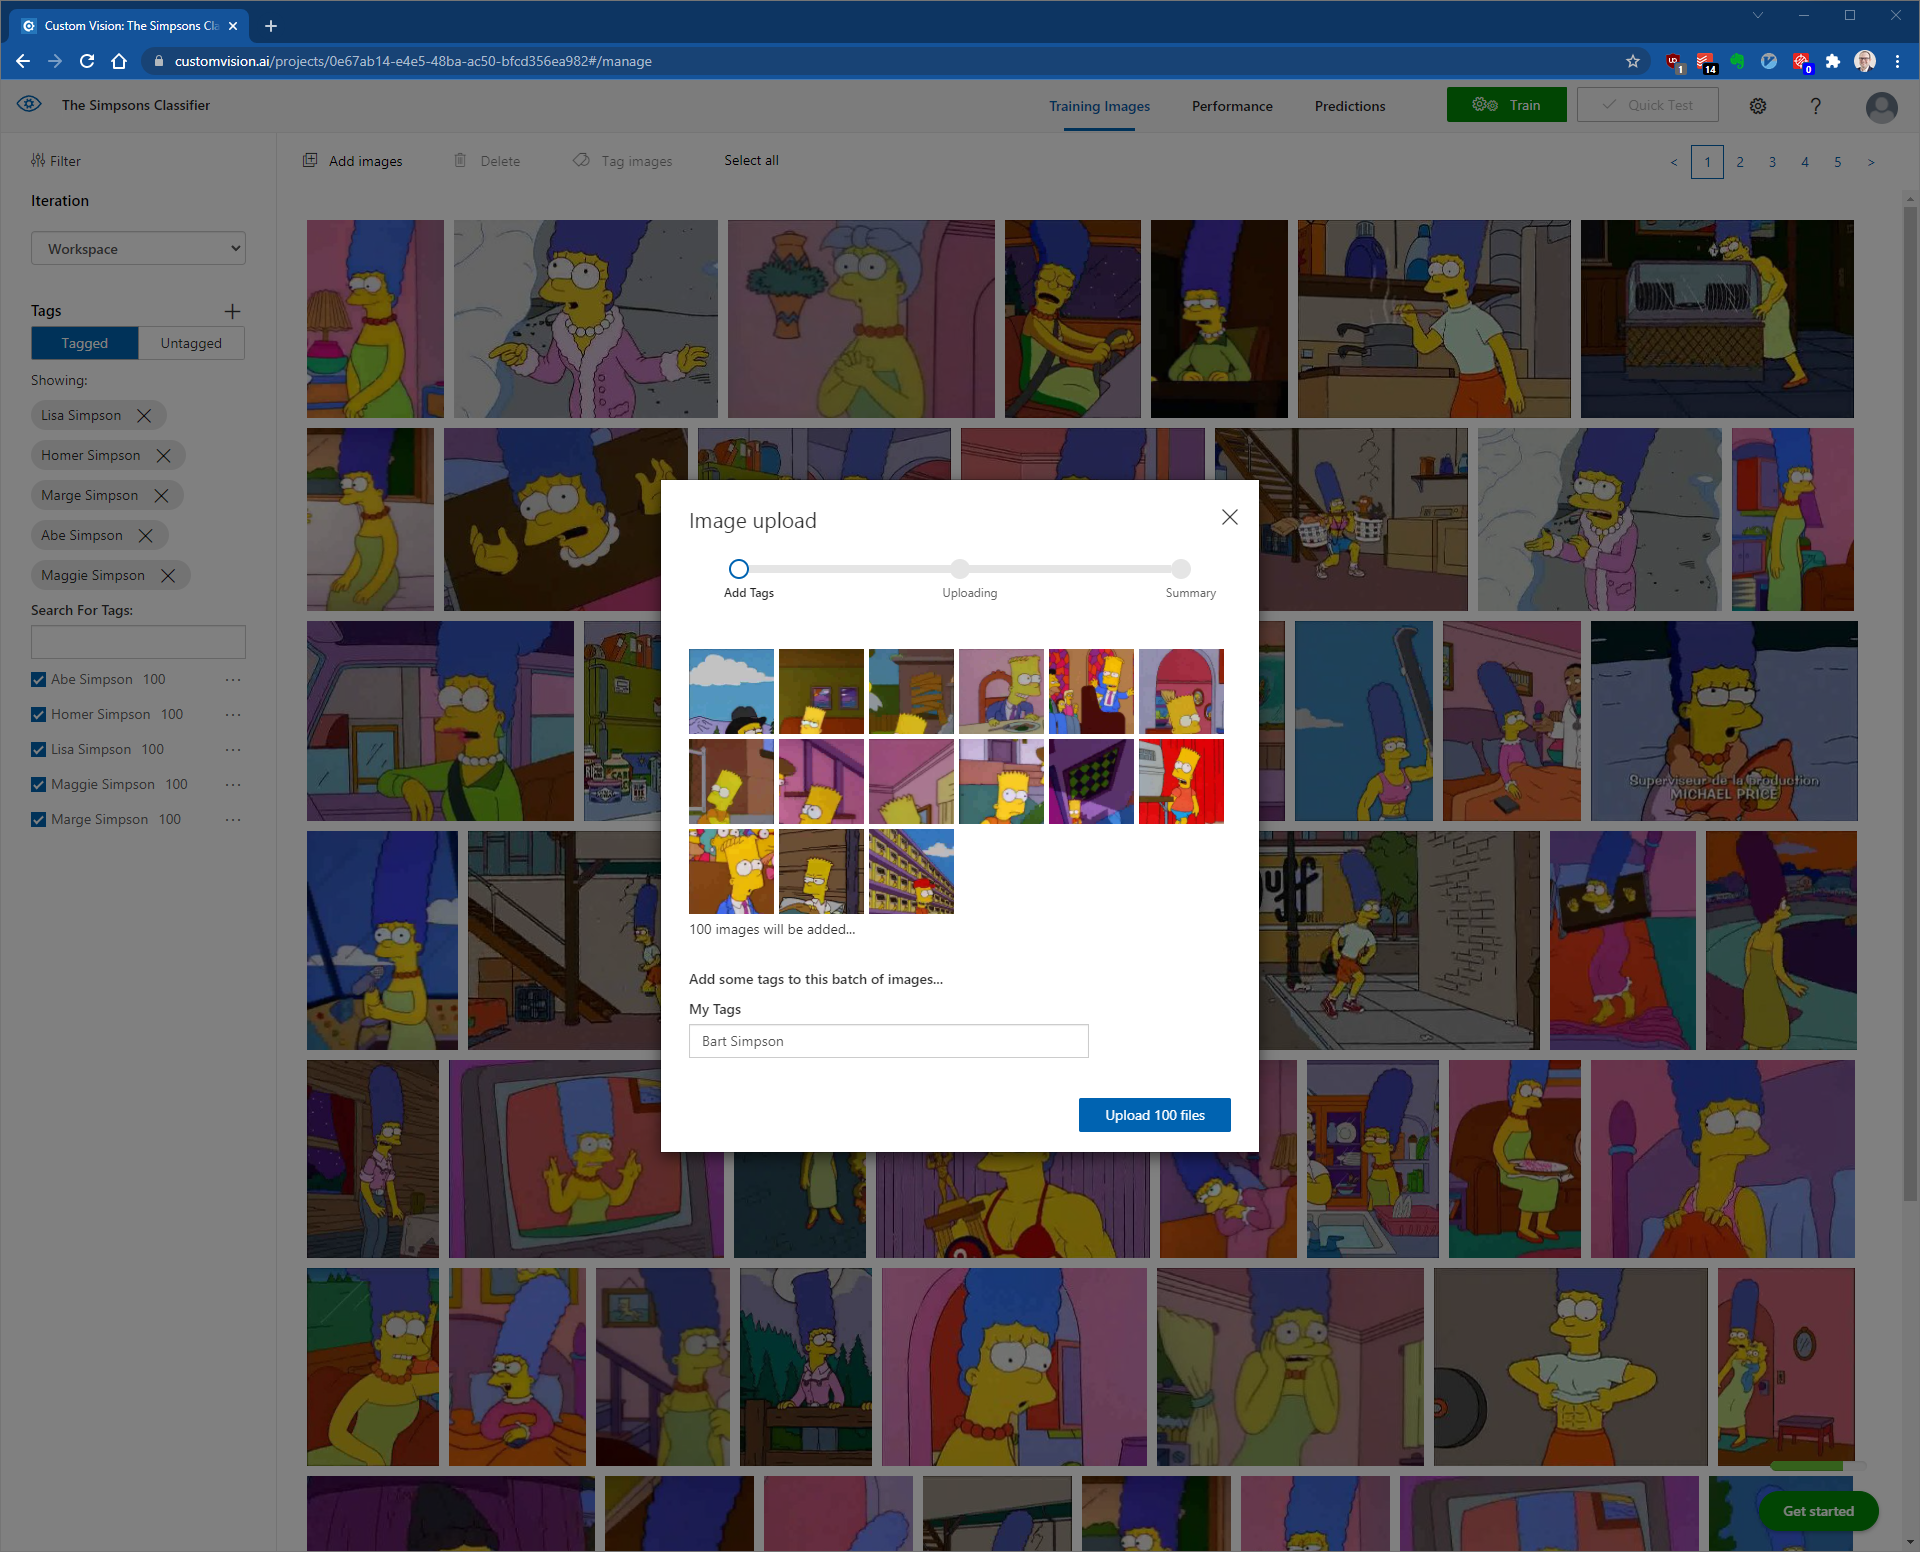 Custom Vision: The Simpsons Cla
customvision.ai/projects/0e67ab14-e4e5-48ba-ac50-bfcd356ea982#/manage
1
14
0
The Simpsons Classifier
Training Images
Performance
Predictions
Train
Quick Test
?
Filter
Add images
Delete
Tag images
Select all
< 1 2 3 4 5 >
Iteration
Workspace
Tags
Tagged
Untagged
Showing:
Lisa Simpson
Homer Simpson
Marge Simpson
Abe Simpson
Maggie Simpson
Search For Tags:
Abe Simpson 100 ...
Homer Simpson 100 ...
Lisa Simpson 100 ...
Maggie Simpson 100 ...
Marge Simpson 100 ...
Image upload
Add Tags
Uploading
Summary
100 images will be added...
Add some tags to this batch of images...
My Tags
Bart Simpson
Upload 100 files
Superviseur de la production
MICHAEL PRICE
Get started